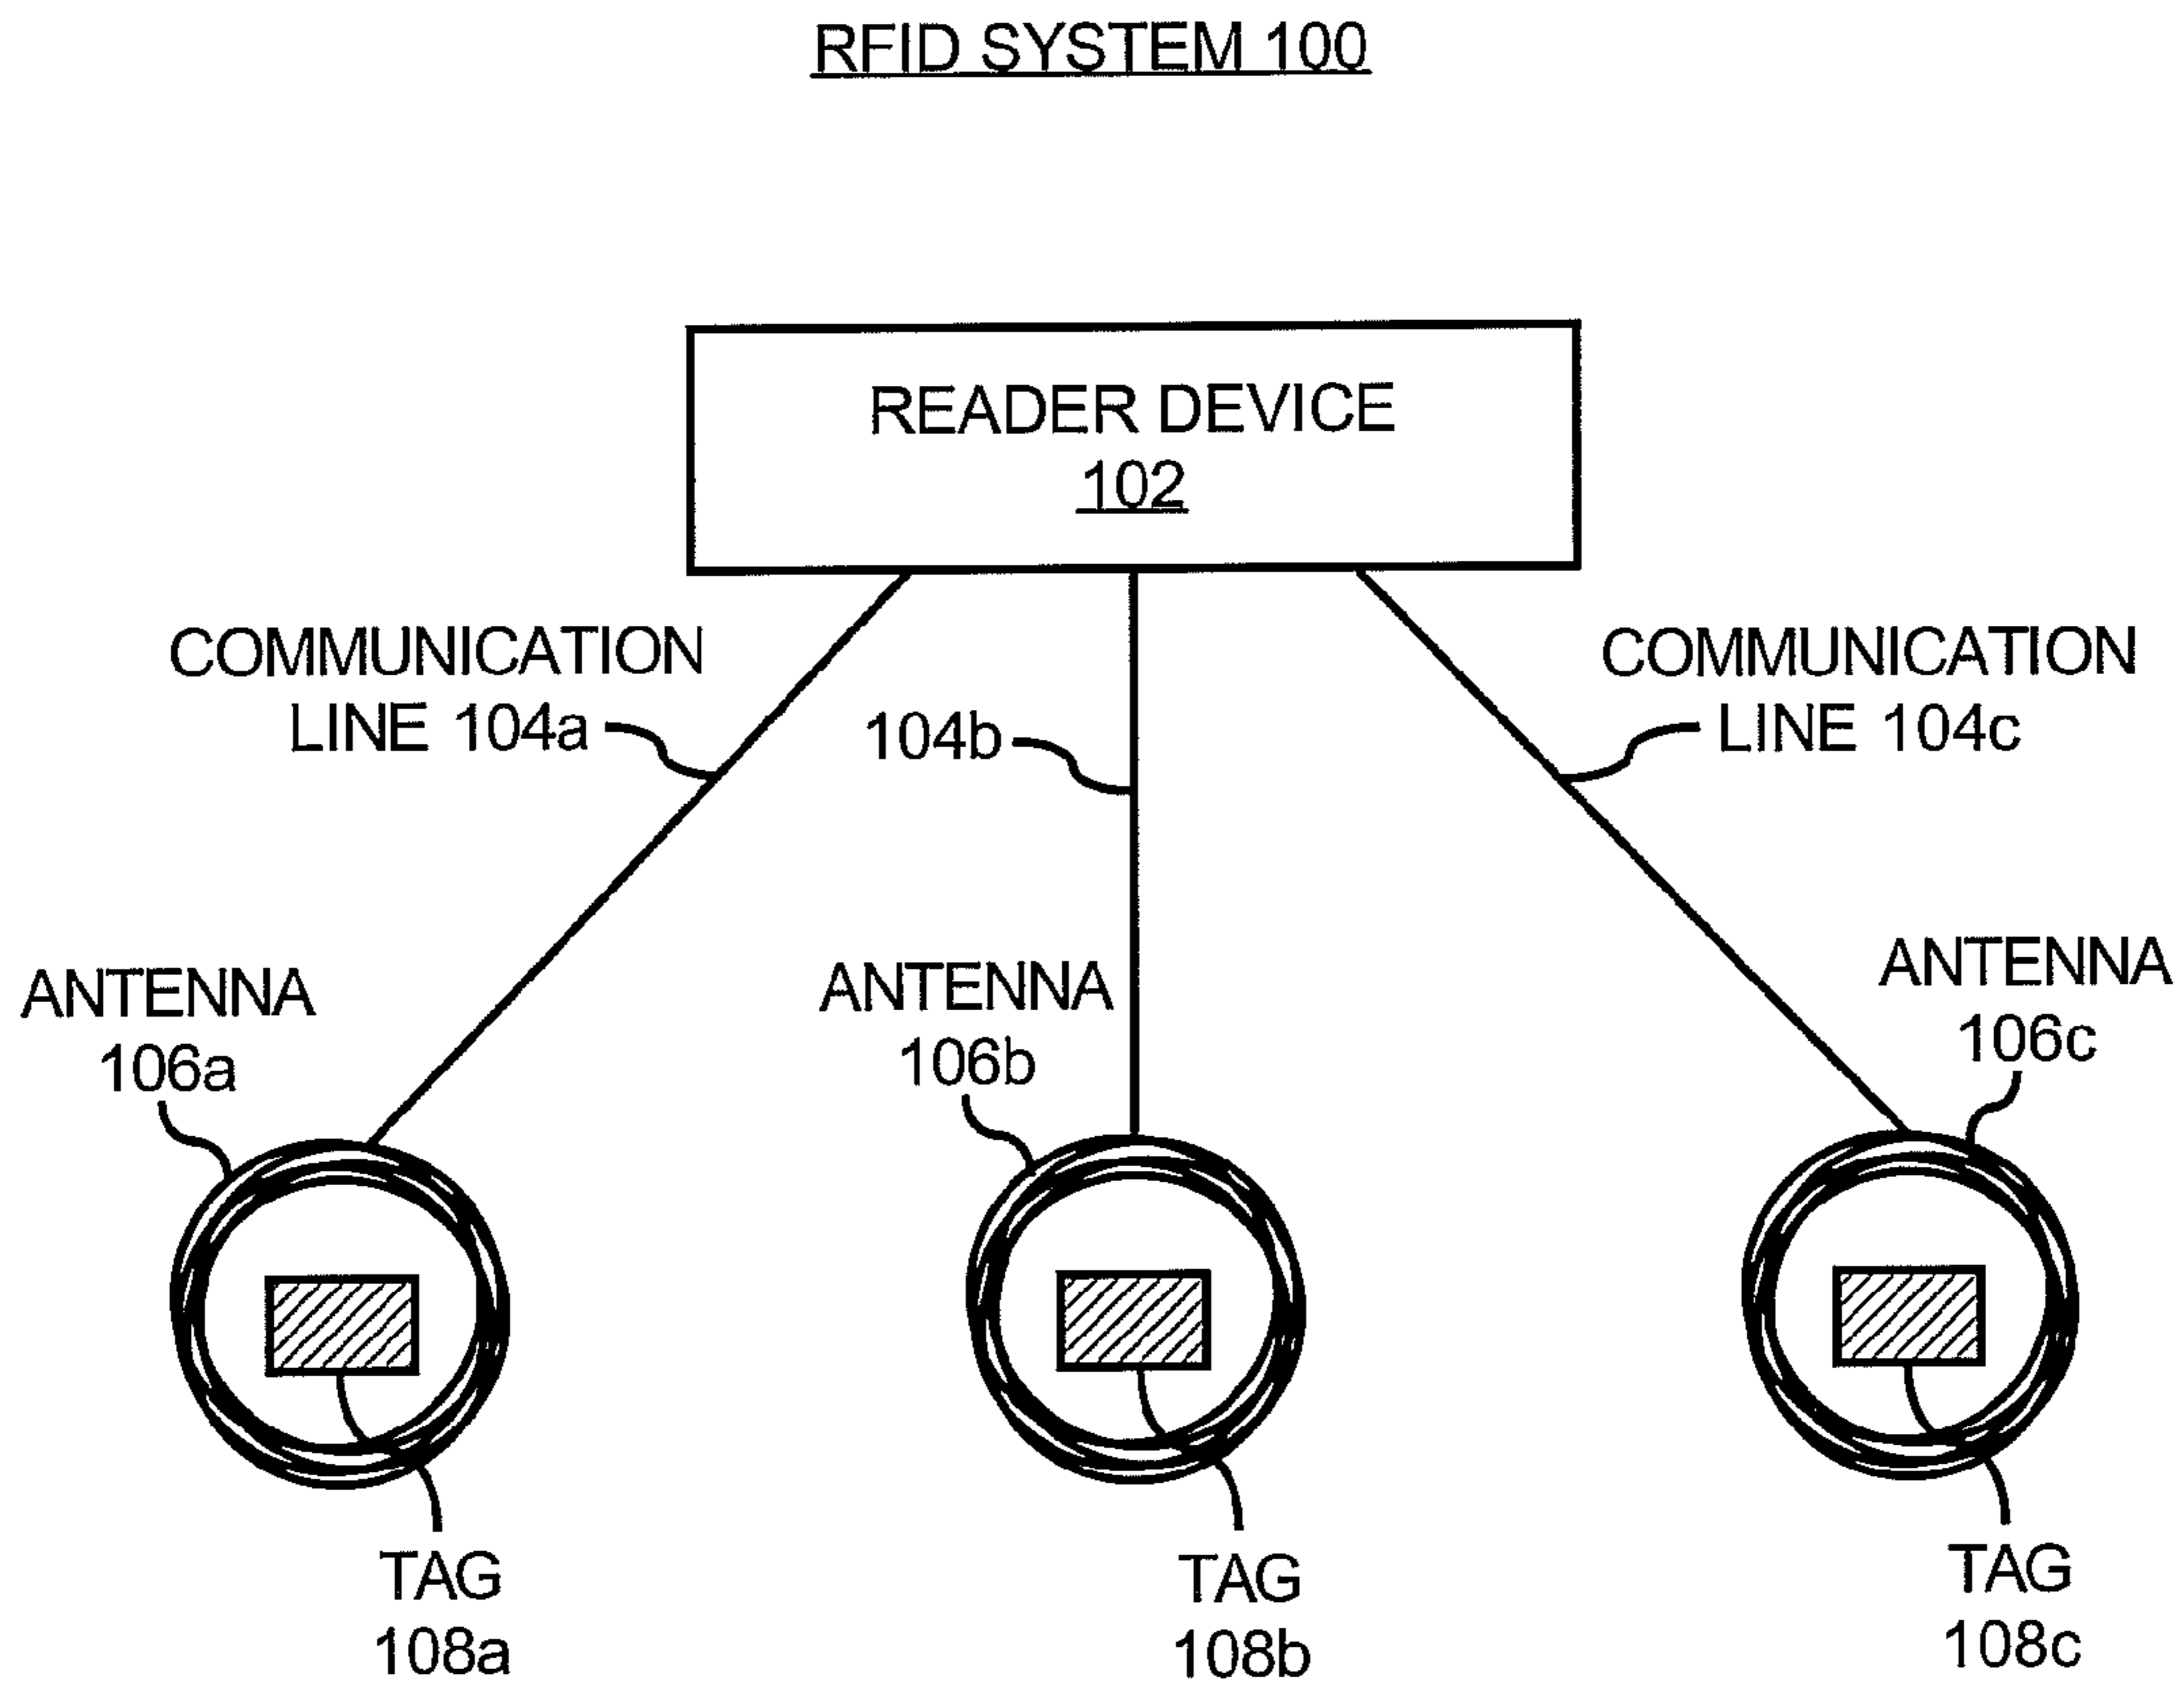 RFID SYSTEM 100
READER DEVICE
102
COMMUNICATION
LINE 104a
104b
COMMUNICATION
LINE 104c
ANTENNA
106a
ANTENNA
106b
ANTENNA
106c
TAG
108a
TAG
108b
TAG
108c